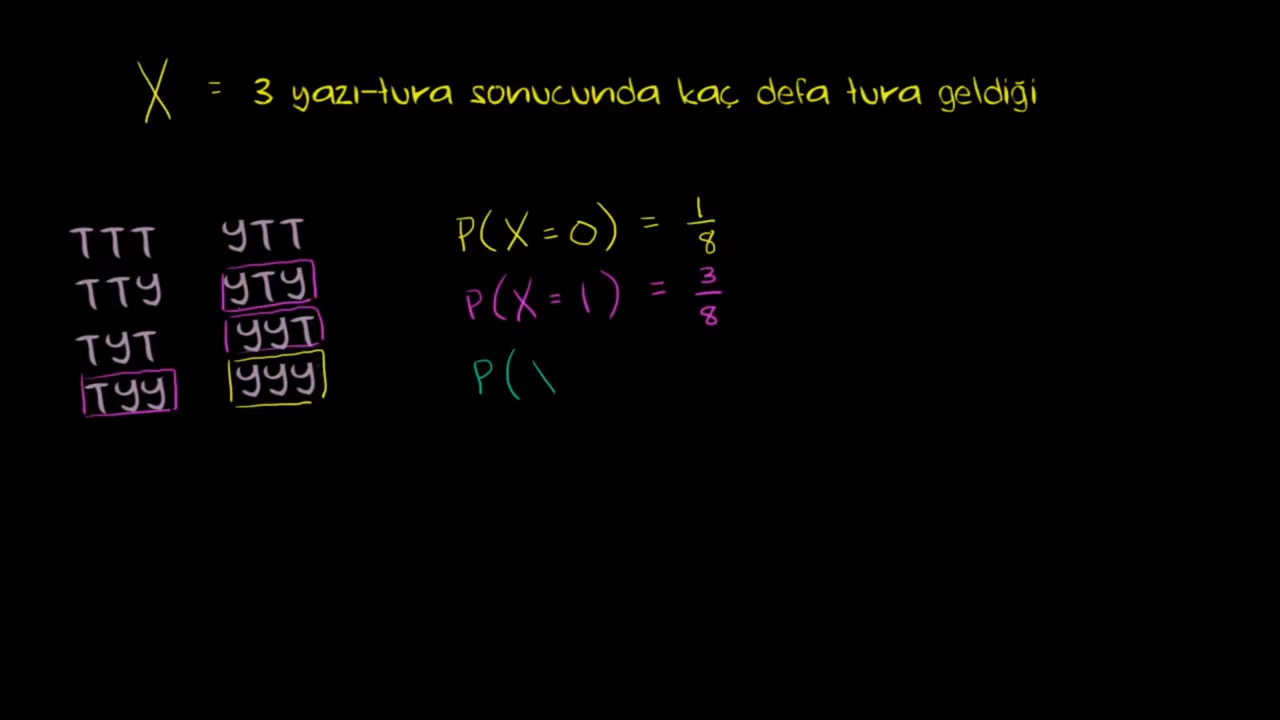 X = 3 yazı-tura sonucunda kaç defa tura geldiği
TTT YTT
TTY YTY
TYT YYT
TYY YYY
P(X=0) = 1/8
P(X=1) = 3/8
P(\